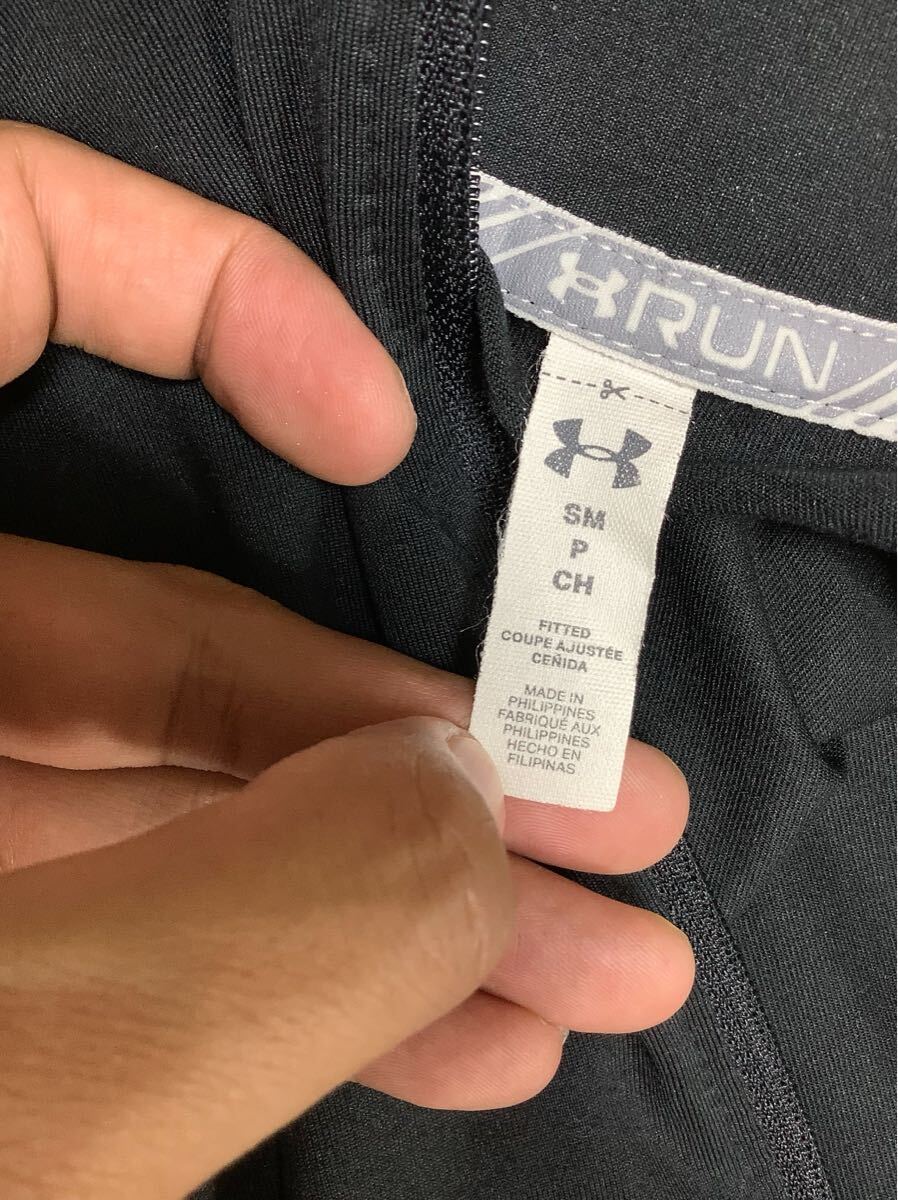 RUN
SM
P
CH
FITTED
COUPE AJUSTÉE
CEÑIDA
MADE IN
PHILIPPINES
FABRIQUÉ AUX
PHILIPPINES
HECHO EN
FILIPINAS